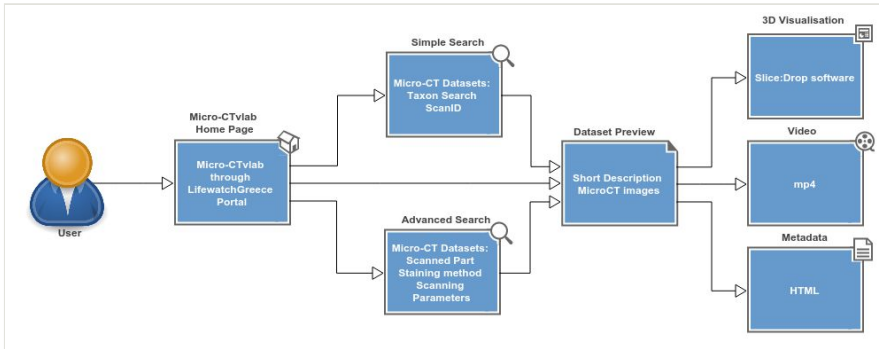 User
Micro-CTvlab
Home Page
Micro-CTvlab
through
LifewatchGreece
Portal
Simple Search
Micro-CT Datasets:
Taxon Search
ScanID
Advanced Search
Micro-CT Datasets:
Scanned Part
Staining method
Scanning
Parameters
Dataset Preview
Short Description
MicroCT images
3D Visualisation
Slice:Drop software
Video
mp4
Metadata
HTML